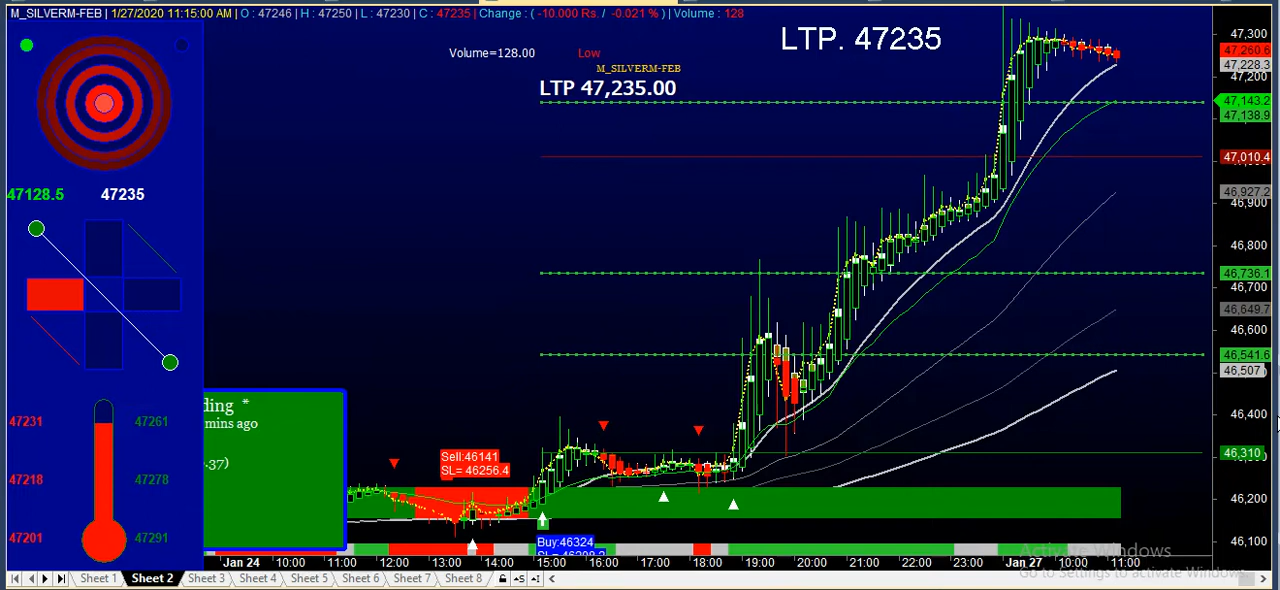 M_SILVERM-FEB | 1/27/2020 11:15:00 AM | O : 47246 | H : 47250 | L : 47230 | C : 47235 | Change : ( -10.000 Rs. / -0.021 % ) | Volume : 128
LTP. 47235
Volume=128.00 Low
M_SILVERM-FEB
LTP 47,235.00
47128.5 47235
47231 47261
47218 47278
47201 47291
ding *
mins ago
-37)
Sell:46141
SL= 46256.4
Buy:46324
47,300
47,260.6
47,228.3
47,200
47,143.2
47,138.9
47,010.4
46,927.2
46,900
46,800
46,736.1
46,700
46,649.7
46,600
46,541.6
46,507
46,400
46,310
46,200
46,100
Jan 24 10:00 11:00 12:00 13:00 14:00 15:00 16:00 17:00 18:00 19:00 20:00 21:00 22:00 23:00 Jan 27 10:00 11:00
Activate Windows
Go to Settings to activate Windows.
Sheet 1 Sheet 2 Sheet 3 Sheet 4 Sheet 5 Sheet 6 Sheet 7 Sheet 8